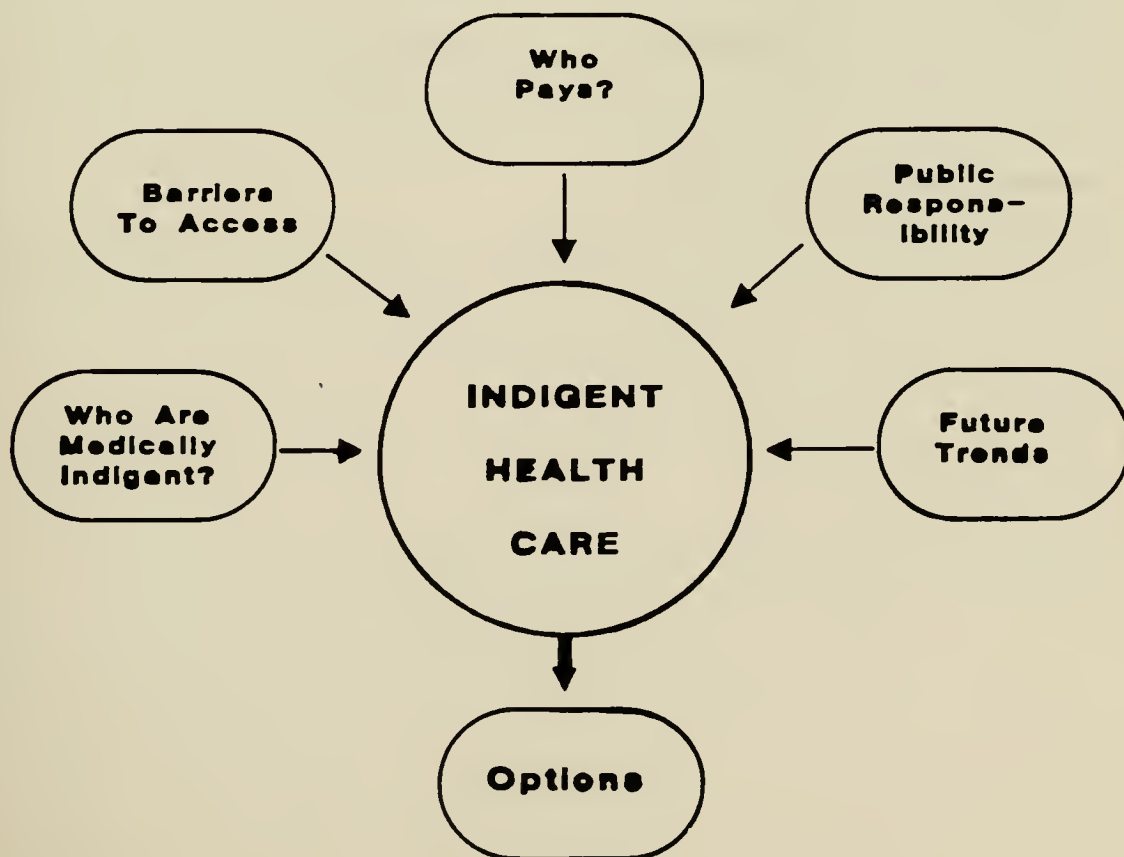 Who
Pays?
Barriers
To Access
Public
Respons-
ibility
Who Are
Medically
Indigent?
INDIGENT
HEALTH
CARE
Future
Trends
Options